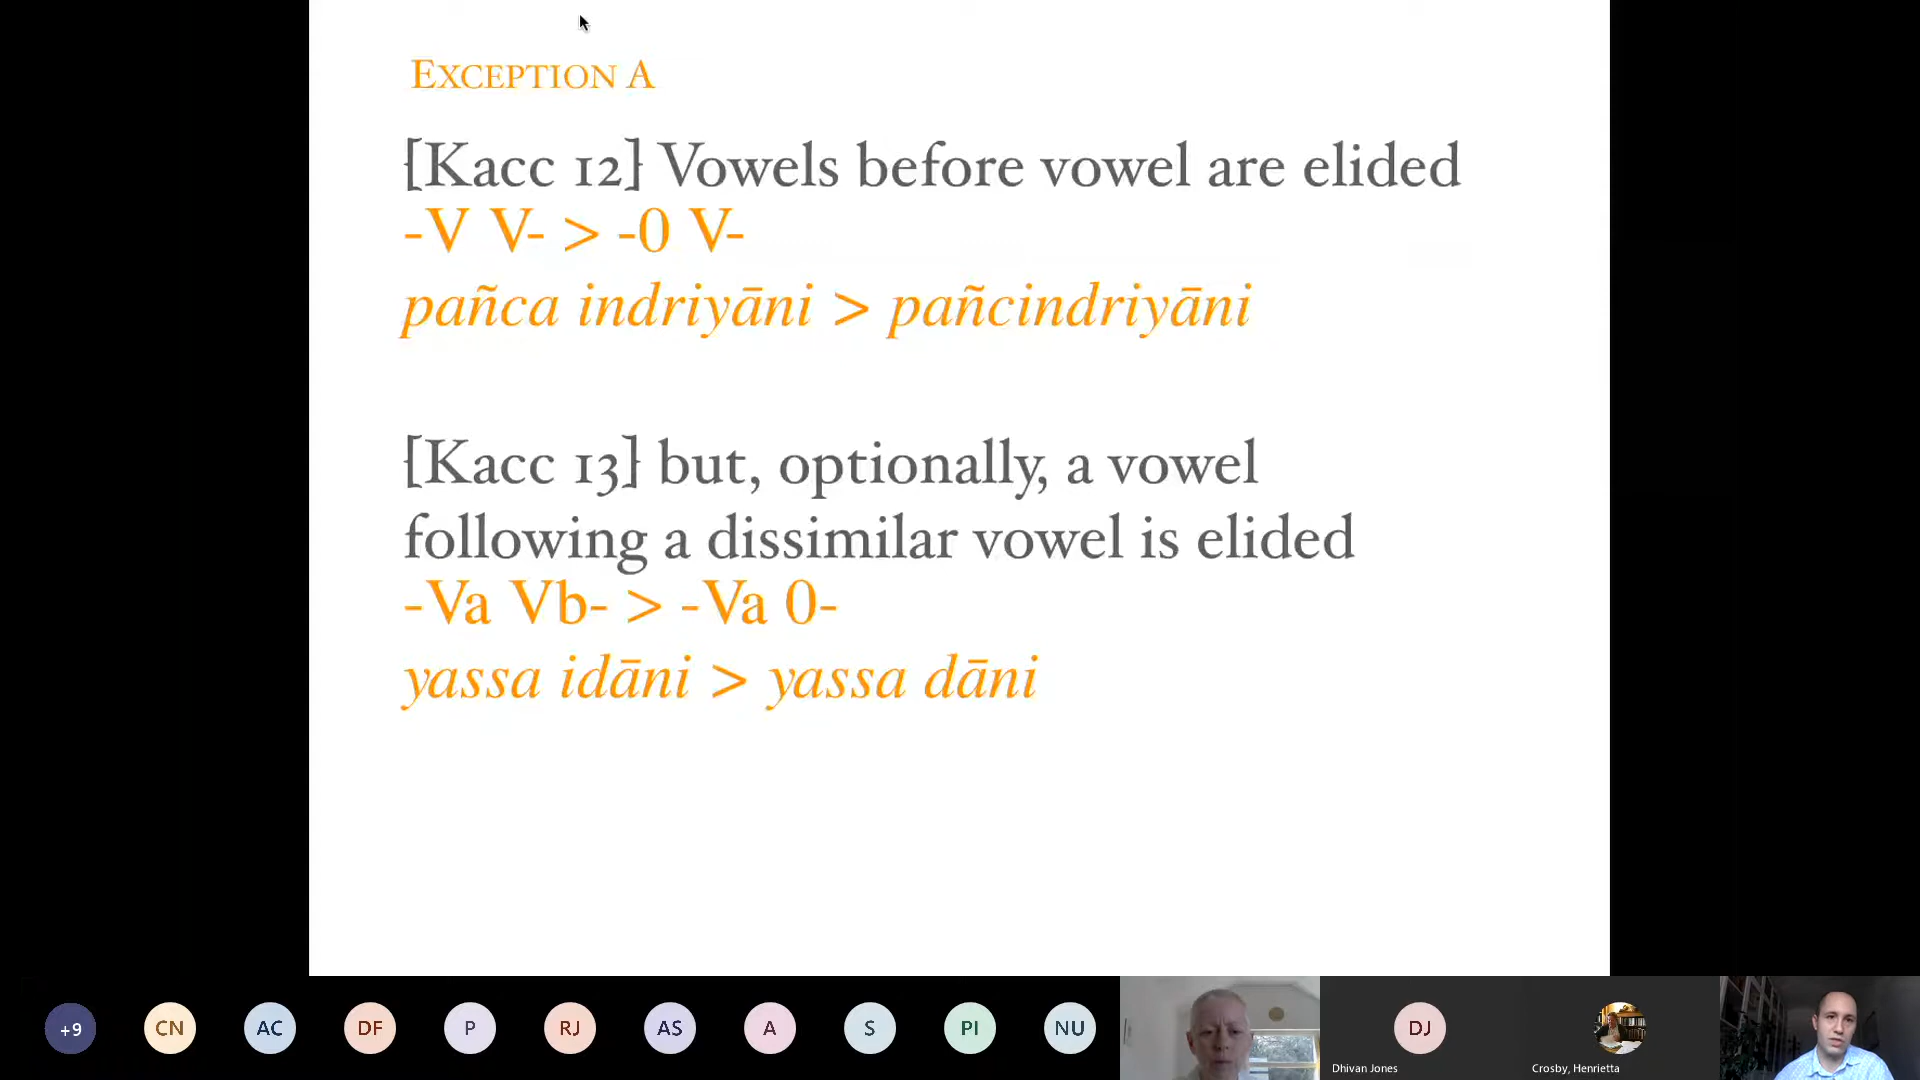 EXCEPTION A
[Kacc 12] Vowels before vowel are elided
-V V- > -0 V-
pañca indriyāni > pañcindriyāni
[Kacc 13] but, optionally, a vowel
following a dissimilar vowel is elided
-Va Vb- > -Va 0-
yassa idāni > yassa dāni
+9 CN AC DF P RJ AS A S PI NU DJ
Dhivan Jones
Crosby, Henrietta